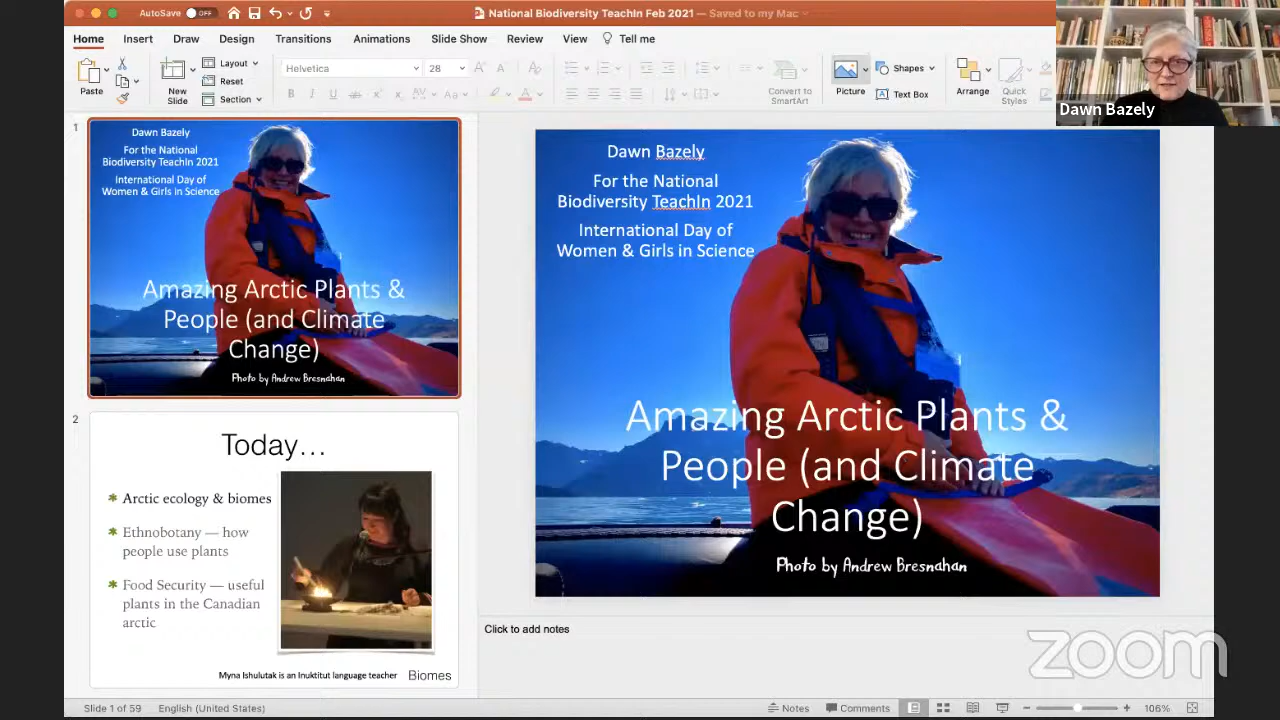 AutoSave OFF
National Biodiversity TeachIn Feb 2021 — Saved to my Mac
Home Insert Draw Design Transitions Animations Slide Show Review View Tell me
Paste
New Slide
Layout
Reset
Section
Helvetica 28
Convert to SmartArt
Picture
Shapes
Text Box
Arrange
Quick Styles
Dawn Bazely
1
Dawn Bazely
For the National
Biodiversity TeachIn 2021
International Day of
Women & Girls in Science
Amazing Arctic Plants &
People (and Climate
Change)
Photo by Andrew Bresnahan
2
Today...
Arctic ecology & biomes
Ethnobotany — how
people use plants
Food Security — useful
plants in the Canadian
arctic
Myna Ishulutak is an Inuktitut language teacher
Biomes
Dawn Bazely
For the National
Biodiversity TeachIn 2021
International Day of
Women & Girls in Science
Amazing Arctic Plants &
People (and Climate
Change)
Photo by Andrew Bresnahan
Click to add notes
zoom
Slide 1 of 59 English (United States) Notes Comments 106%